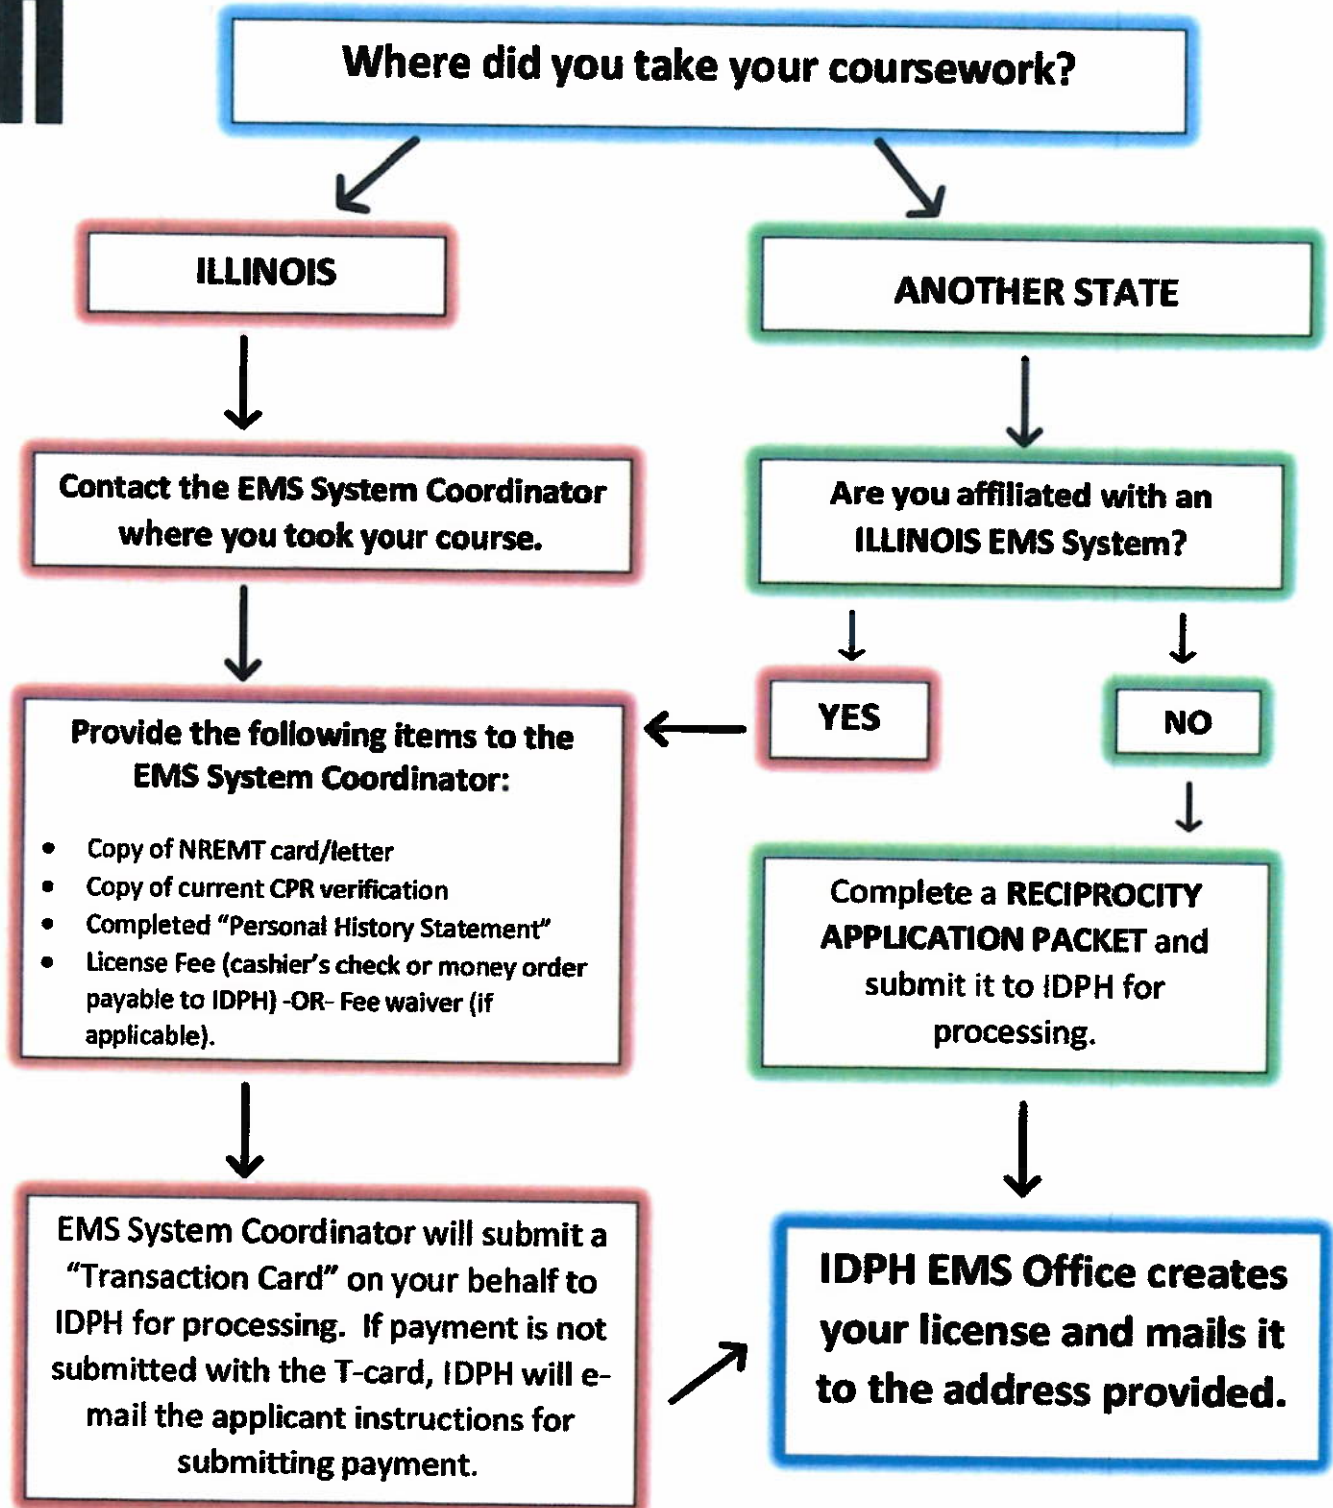 Where did you take your coursework?
ILLINOIS
ANOTHER STATE
Contact the EMS System Coordinator
where you took your course.
Are you affiliated with an
ILLINOIS EMS System?
YES
NO
Provide the following items to the
EMS System Coordinator:
• Copy of NREMT card/letter
• Copy of current CPR verification
• Completed “Personal History Statement”
• License Fee (cashier’s check or money order
payable to IDPH) -OR- Fee waiver (if
applicable).
Complete a RECIPROCITY
APPLICATION PACKET and
submit it to IDPH for
processing.
EMS System Coordinator will submit a
“Transaction Card” on your behalf to
IDPH for processing.  If payment is not
submitted with the T-card, IDPH will e-
mail the applicant instructions for
submitting payment.
IDPH EMS Office creates
your license and mails it
to the address provided.